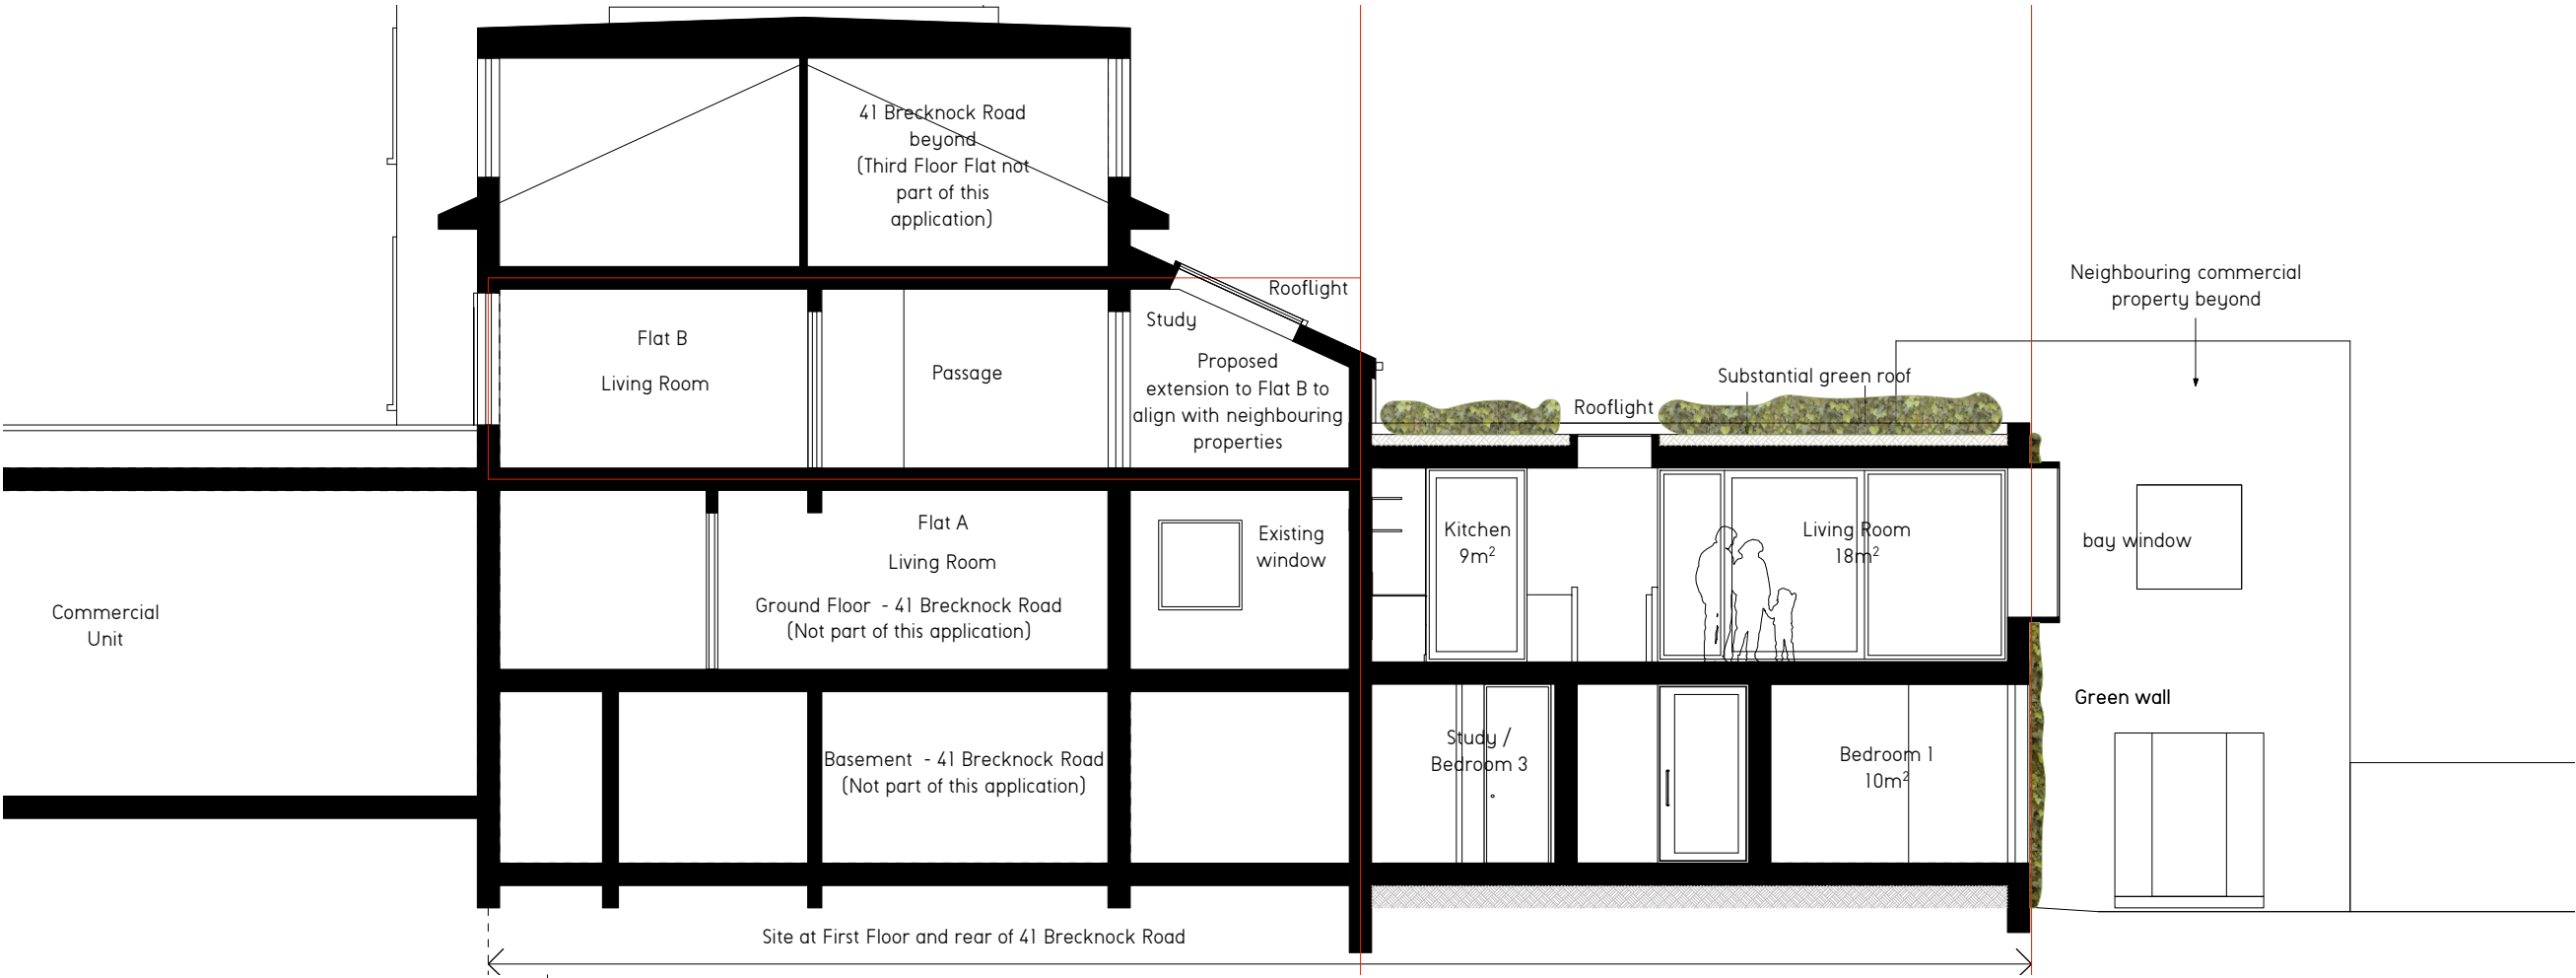 41 Brecknock Road
beyond
(Third Floor Flat not
part of this
application)
Neighbouring commercial
property beyond
Rooflight
Study
Flat B
Living Room
Passage
Proposed
extension to Flat B to
align with neighbouring
properties
Substantial green roof
Rooflight
Flat A
Living Room
Ground Floor - 41 Brecknock Road
(Not part of this application)
Existing
window
Kitchen
9m²
Living Room
18m²
bay window
Commercial
Unit
Green wall
Basement - 41 Brecknock Road
(Not part of this application)
Study /
Bedroom 3
Bedroom 1
10m²
Site at First Floor and rear of 41 Brecknock Road